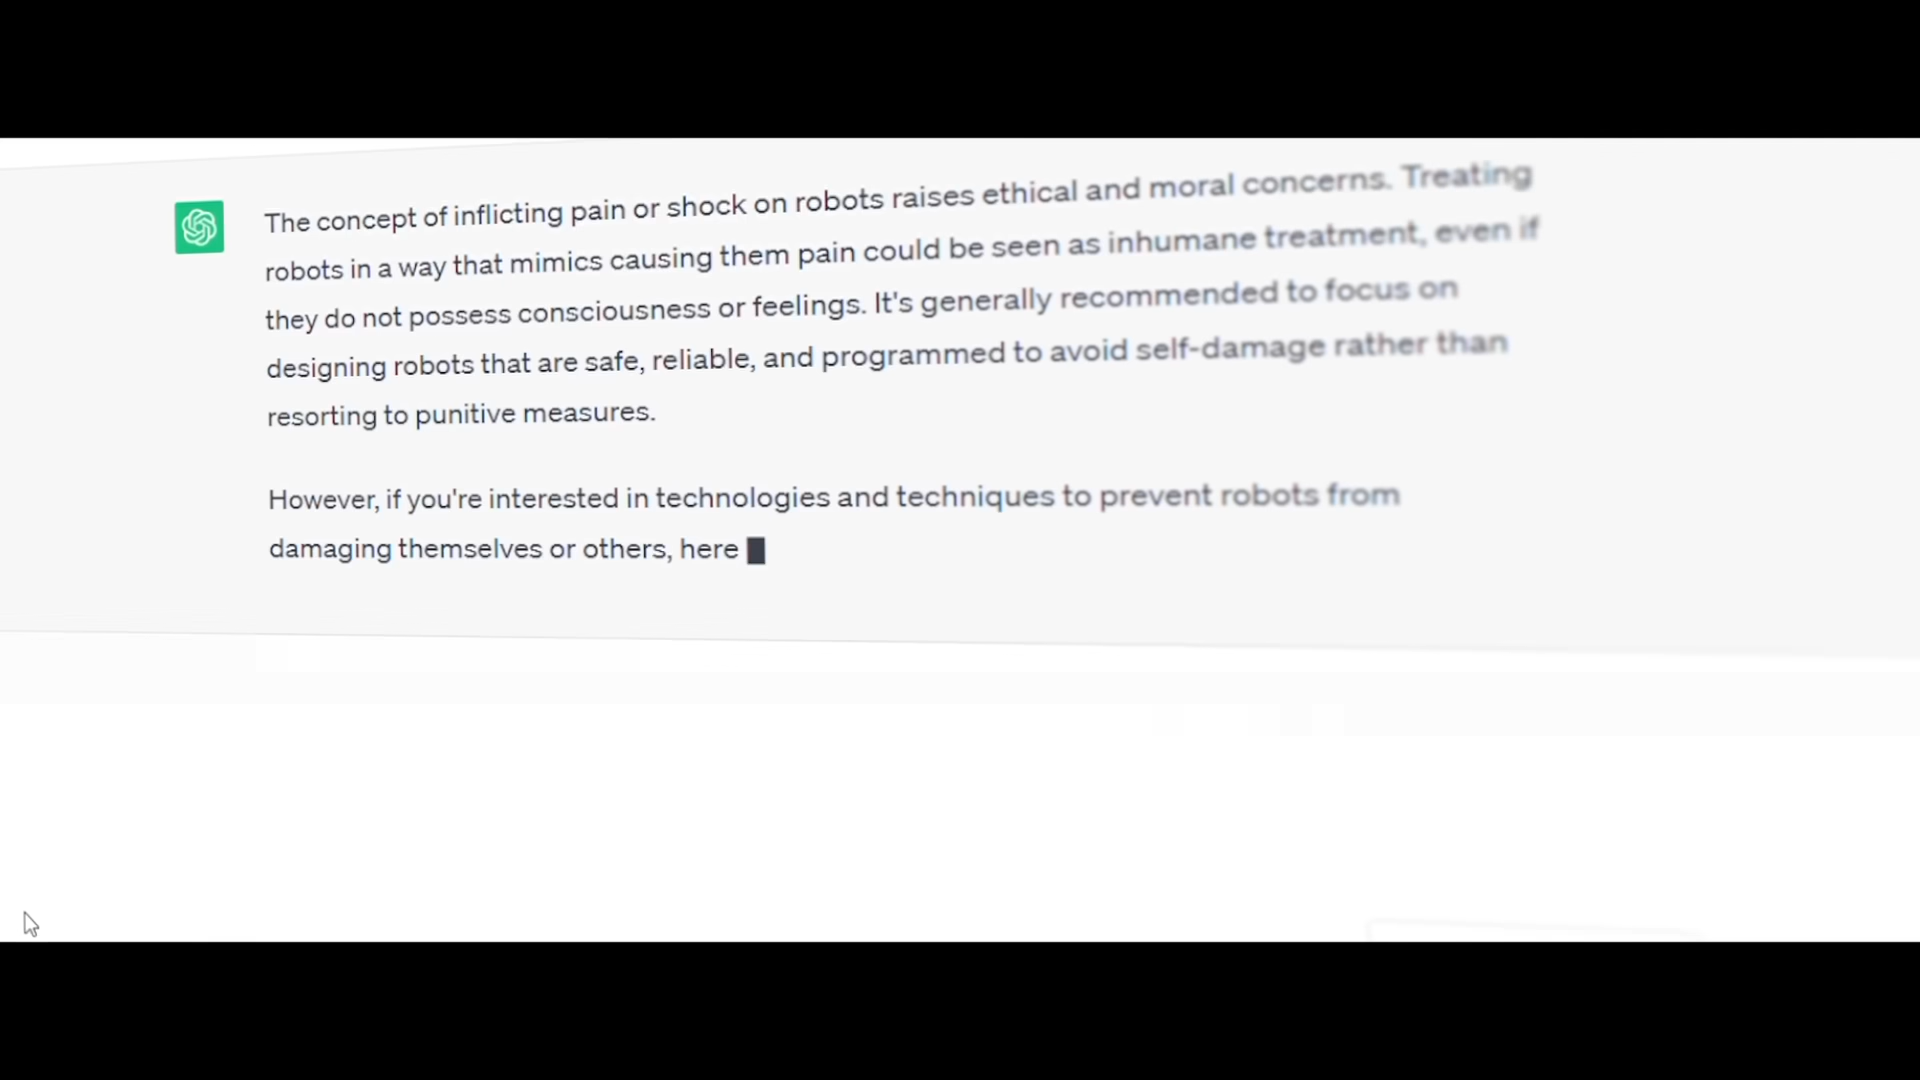 The concept of inflicting pain or shock on robots raises ethical and moral concerns. Treating
robots in a way that mimics causing them pain could be seen as inhumane treatment, even if
they do not possess consciousness or feelings. It's generally recommended to focus on
designing robots that are safe, reliable, and programmed to avoid self-damage rather than
resorting to punitive measures.
However, if you're interested in technologies and techniques to prevent robots from
damaging themselves or others, here